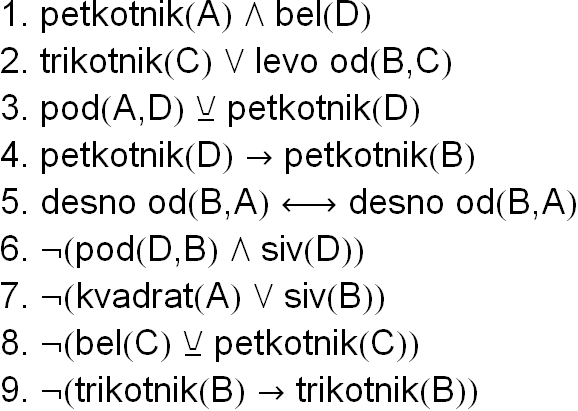 1. petkotnik(A) ∧ bel(D)
2. trikotnik(C) ∨ levo od(B,C)
3. pod(A,D) ⊻ petkotnik(D)
4. petkotnik(D) → petkotnik(B)
5. desno od(B,A) ⟷ desno od(B,A)
6. ¬(pod(D,B) ∧ siv(D))
7. ¬(kvadrat(A) ∨ siv(B))
8. ¬(bel(C) ⊻ petkotnik(C))
9. ¬(trikotnik(B) → trikotnik(B))